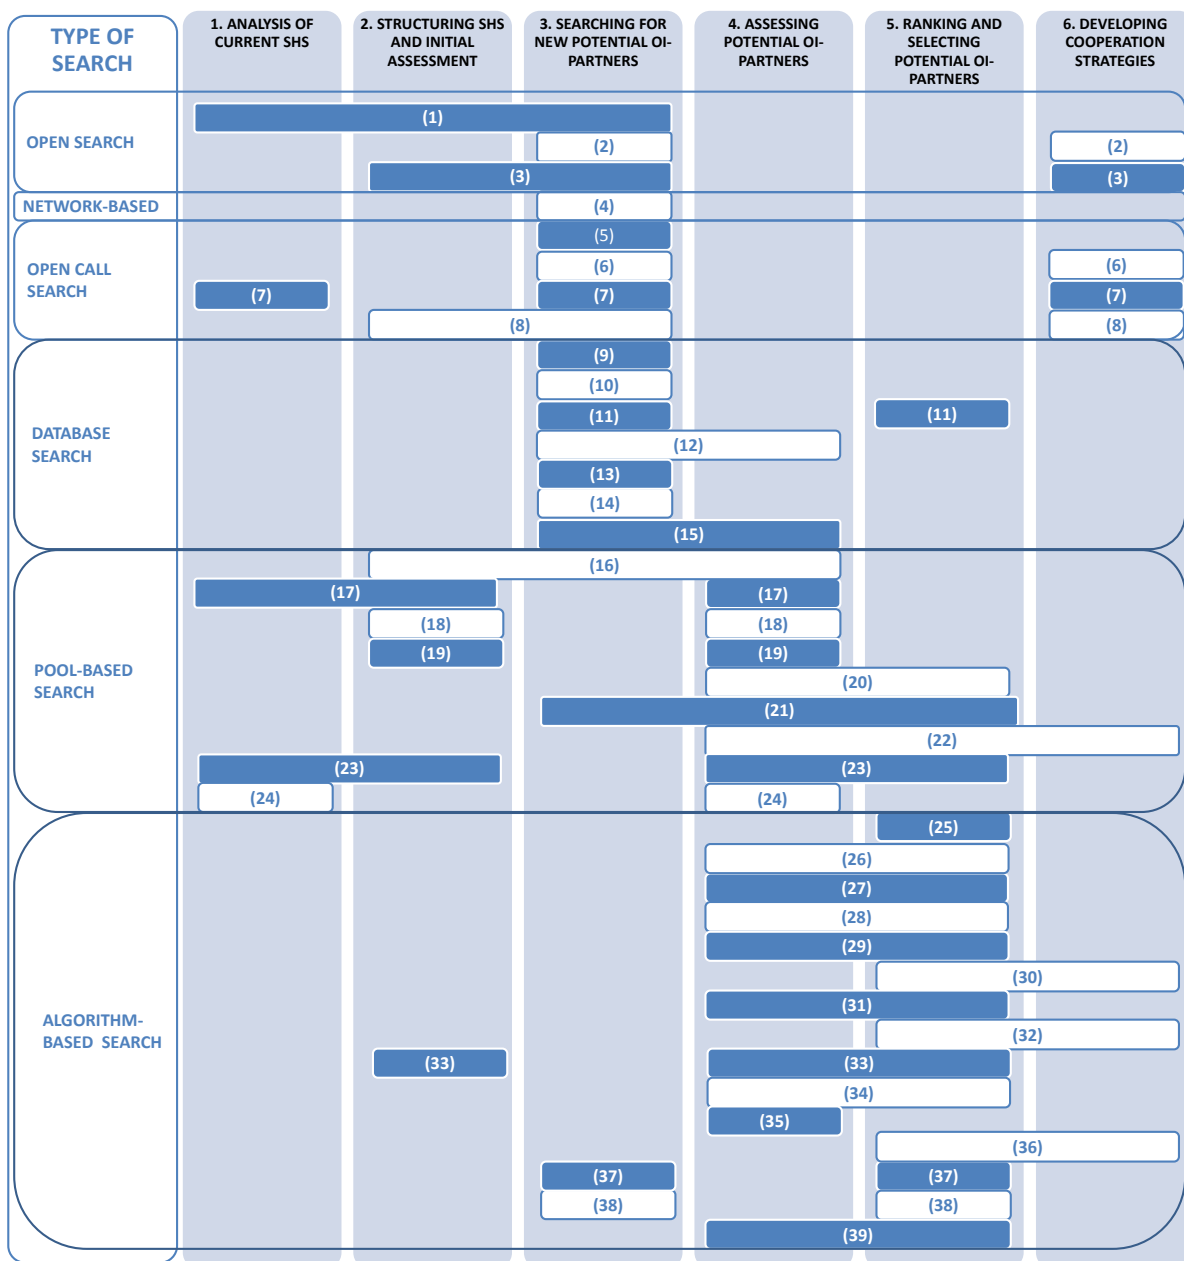 TYPE OF
SEARCH
1. ANALYSIS OF
CURRENT SHS
2. STRUCTURING SHS
AND INITIAL
ASSESSMENT
3. SEARCHING FOR
NEW POTENTIAL OI-
PARTNERS
4. ASSESSING
POTENTIAL OI-
PARTNERS
5. RANKING AND
SELECTING
POTENTIAL OI-
PARTNERS
6. DEVELOPING
COOPERATION
STRATEGIES
OPEN SEARCH
(1)
(2)
(2)
(3)
(3)
NETWORK-BASED
(4)
OPEN CALL
SEARCH
(5)
(6)
(6)
(7)
(7)
(7)
(8)
(8)
DATABASE
SEARCH
(9)
(10)
(11)
(11)
(12)
(13)
(14)
(15)
POOL-BASED
SEARCH
(16)
(17)
(17)
(18)
(18)
(19)
(19)
(20)
(21)
(22)
(23)
(23)
(24)
(24)
ALGORITHM-
BASED SEARCH
(25)
(26)
(27)
(28)
(29)
(30)
(31)
(32)
(33)
(33)
(34)
(35)
(36)
(37)
(37)
(38)
(38)
(39)